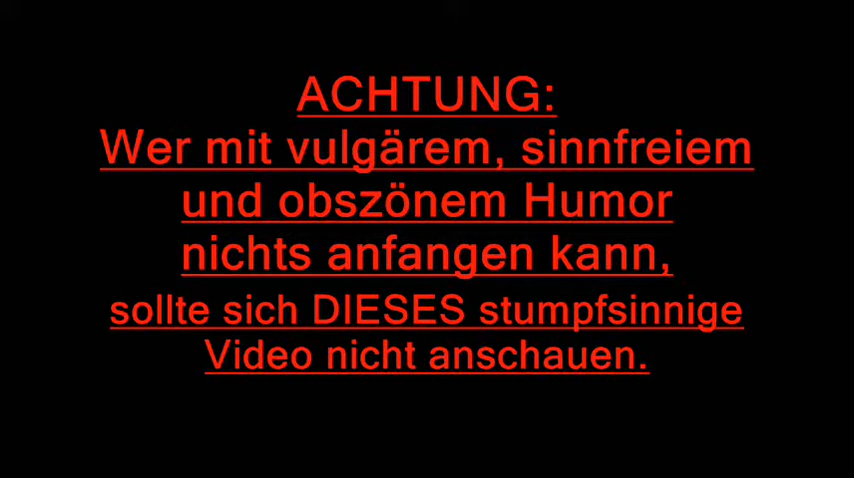 ACHTUNG:
Wer mit vulgärem, sinnfreiem
und obszönem Humor
nichts anfangen kann,
sollte sich DIESES stumpfsinnige
Video nicht anschauen.